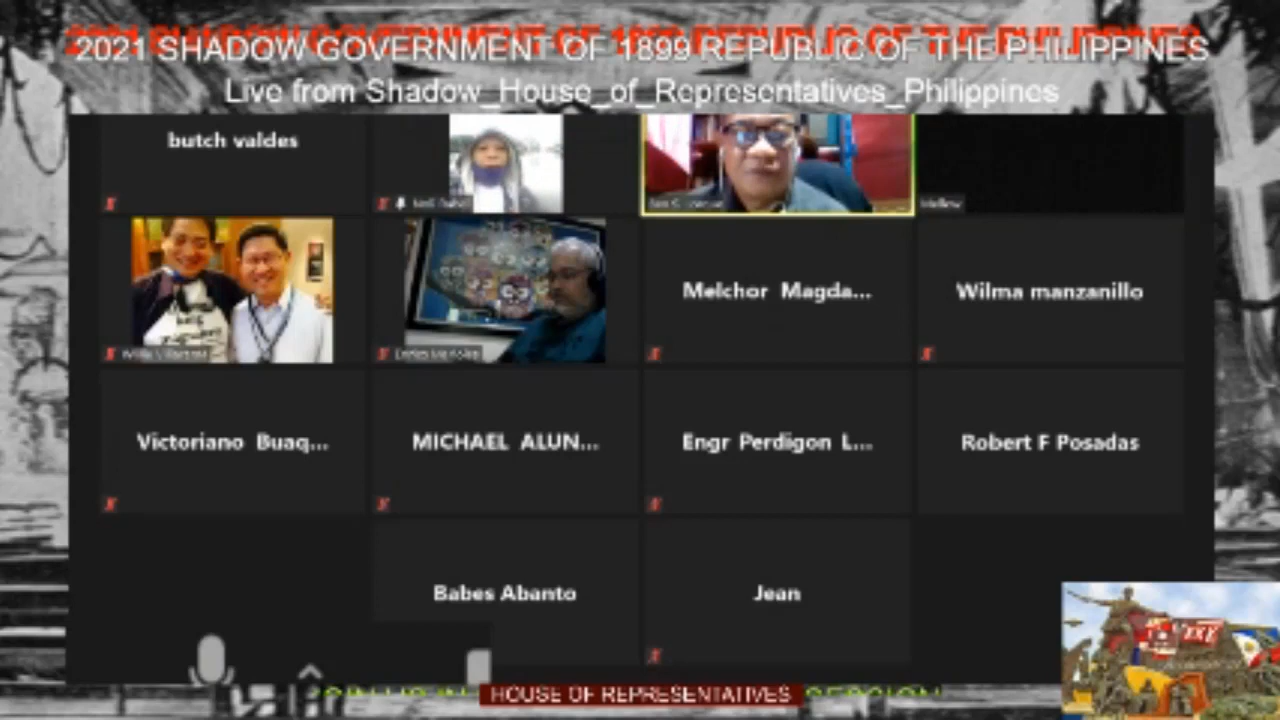 2021 SHADOW GOVERNMENT OF 1899 REPUBLIC OF THE PHILIPPINES
Live from Shadow_House_of_Representatives_Philippines
butch valdes
Melchor Magda...
Wilma manzanillo
Victoriano Buaq...
MICHAEL ALUN...
Engr Perdigon L...
Robert F Posadas
Babes Abanto
Jean
HOUSE OF REPRESENTATIVES